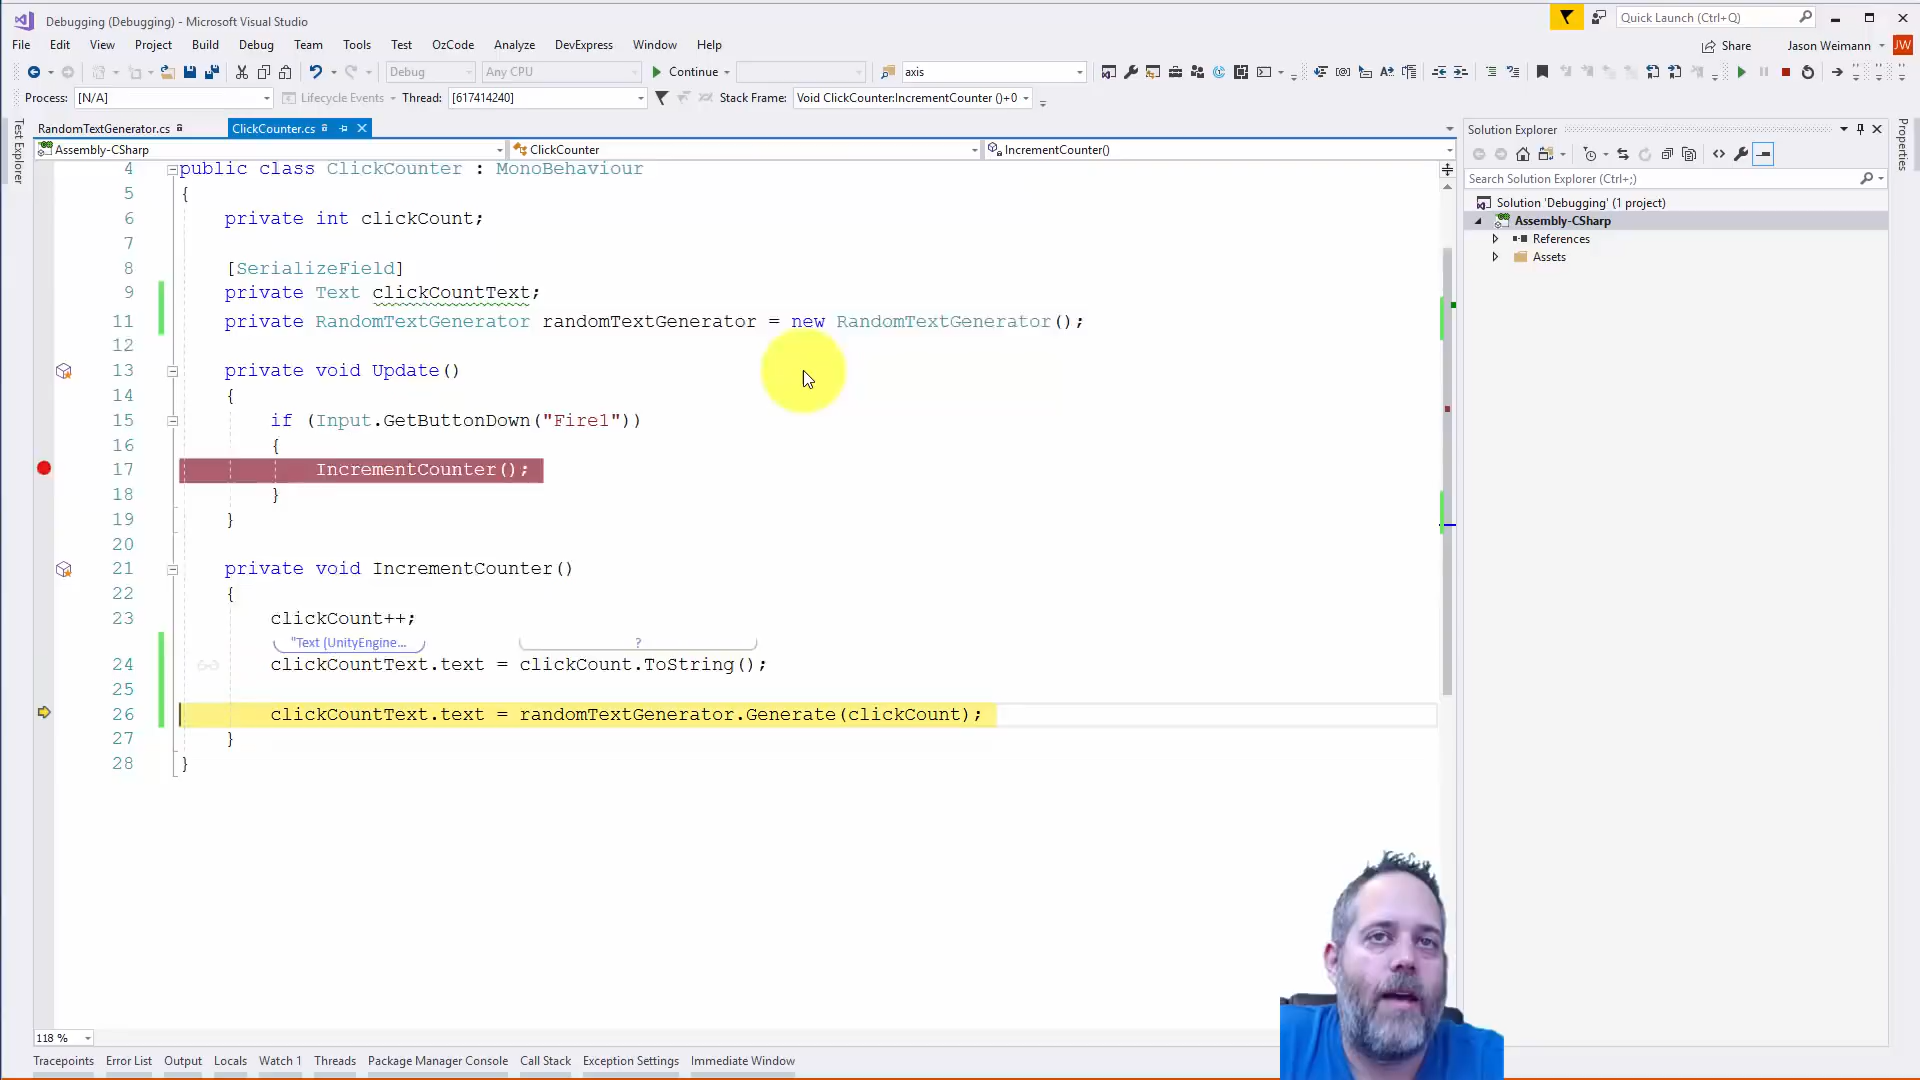 Debugging (Debugging) - Microsoft Visual Studio
Quick Launch (Ctrl+Q)
File Edit View Project Build Debug Team Tools Test OzCode Analyze DevExpress Window Help
Share
Jason Weimann
JW
Debug
Any CPU
Continue
axis
Process: [N/A]
Lifecycle Events
Thread: [617414240]
Stack Frame: Void ClickCounter:IncrementCounter ()+0
Test Explorer
RandomTextGenerator.cs
ClickCounter.cs
Assembly-CSharp
ClickCounter
IncrementCounter()
4 public class ClickCounter : MonoBehaviour
5 {
6 private int clickCount;
7
8 [SerializeField]
9 private Text clickCountText;
11 private RandomTextGenerator randomTextGenerator = new RandomTextGenerator();
12
13 private void Update()
14 {
15 if (Input.GetButtonDown("Fire1"))
16 {
17 IncrementCounter();
18 }
19 }
20
21 private void IncrementCounter()
22 {
23 clickCount++;
"Text (UnityEngine... ?
24 clickCountText.text = clickCount.ToString();
25
26 clickCountText.text = randomTextGenerator.Generate(clickCount);
27 }
28 }
Solution Explorer
Search Solution Explorer (Ctrl+;)
Solution 'Debugging' (1 project)
Assembly-CSharp
References
Assets
Properties
118 %
Tracepoints Error List Output Locals Watch 1 Threads Package Manager Console Call Stack Exception Settings Immediate Window